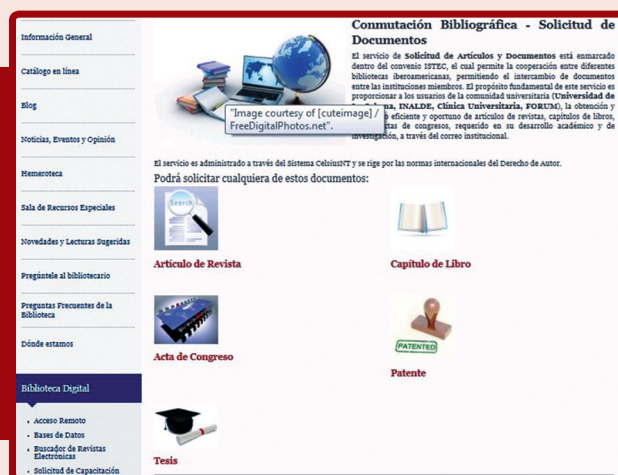 Información General
Catálogo en línea
Blog
Noticias, Eventos y Opinión
Hemeroteca
Sala de Recursos Especiales
Novedades y Lecturas Sugeridas
Pregúntele al bibliotecario
Preguntas Frecuentes de la
Biblioteca
Dónde estamos
Biblioteca Digital
Acceso Remoto
Bases de Datos
Buscador de Revistas
Electrónicas
Solicitud de Capacitación
Conmutación Bibliográfica - Solicitud de
Documentos
El servicio de Solicitud de Artículos y Documentos está enmarcado
dentro del convenio ISTEC, el cual permite la cooperación entre diferentes
bibliotecas iberoamericanas, permitiendo el intercambio de documentos
entre las instituciones miembros. El propósito fundamental de este servicio es
proporcionar a los usuarios de la comunidad universitaria (Universidad de
INALDE, Clínica Universitaria, FORUM), la obtención y
eficiente y oportuno de artículos de revistas, capítulos de libros,
de congresos, requerido en su desarrollo académico y de
investigación, a través del correo institucional.
"Image courtesy of [cuteimage] /
FreeDigitalPhotos.net".
El servicio es administrado a través del Sistema CelsiusNT y se rige por las normas internacionales del Derecho de Autor.
Podrá solicitar cualquiera de estos documentos:
Search
Artículo de Revista
Capítulo de Libro
Acta de Congreso
PATENTED
Patente
Tesis